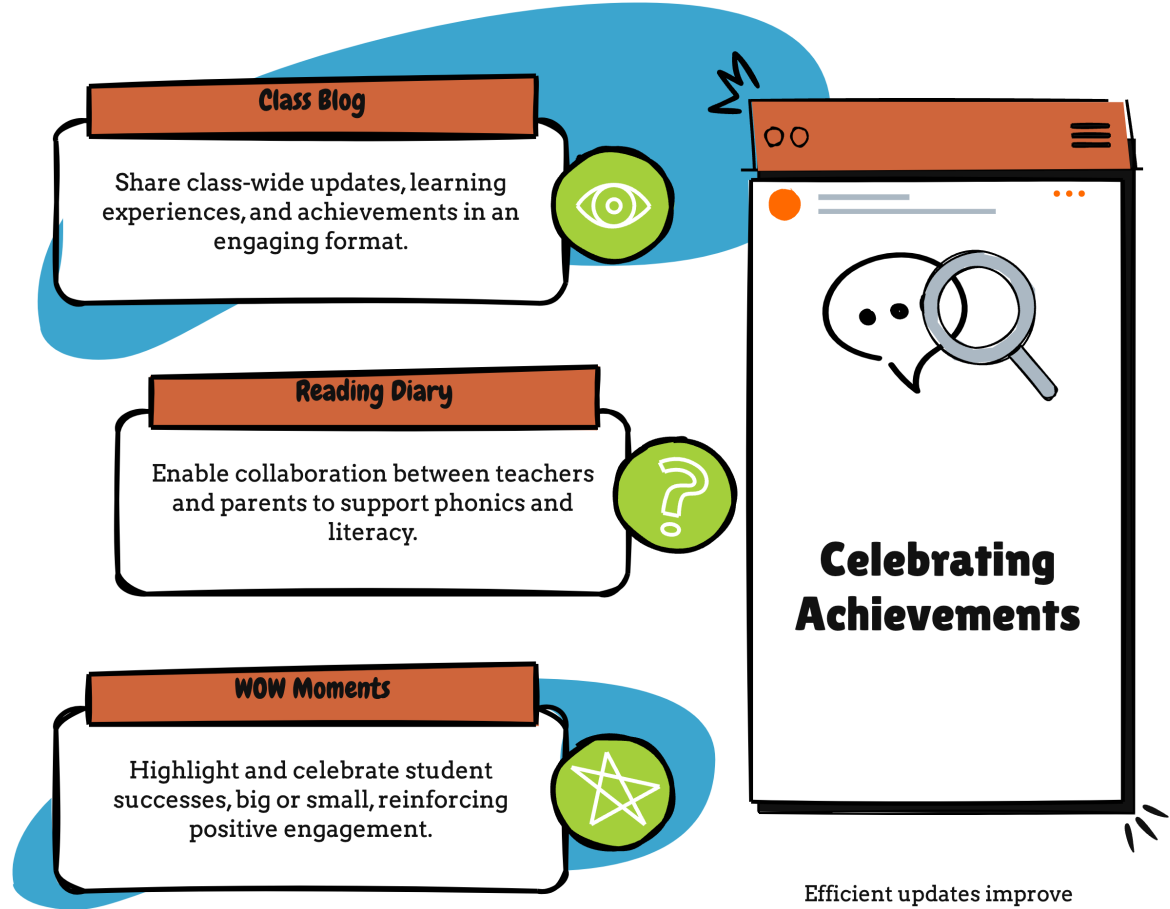 Class Blog
Share class-wide updates, learning
experiences, and achievements in an
engaging format.
Reading Diary
Enable collaboration between teachers
and parents to support phonics and
literacy.
WOW Moments
Highlight and celebrate student
successes, big or small, reinforcing
positive engagement.
Celebrating
Achievements
Efficient updates improve